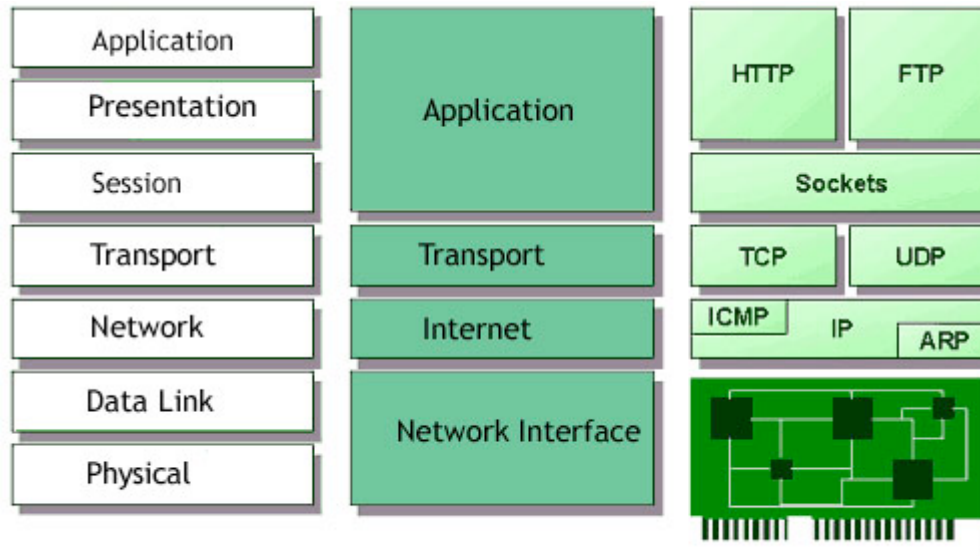 Application
Presentation
Session
Transport
Network
Data Link
Physical
Application
Transport
Internet
Network Interface
HTTP FTP
Sockets
TCP UDP
ICMP IP ARP